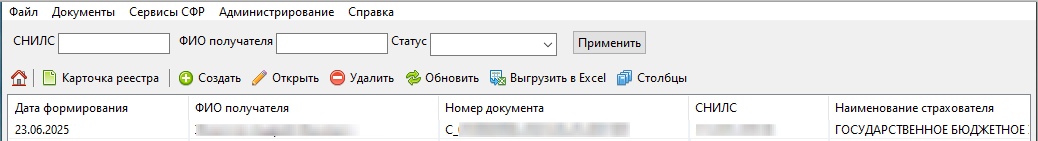 Файл Документы Сервисы СФР Администрирование Справка
СНИЛС ФИО получателя Статус Применить
Карточка реестра Создать Открыть Удалить Обновить Выгрузить в Excel Столбцы
Дата формирования ФИО получателя Номер документа СНИЛС Наименование страхователя
23.06.2025 С_ ГОСУДАРСТВЕННОЕ БЮДЖЕТНОЕ